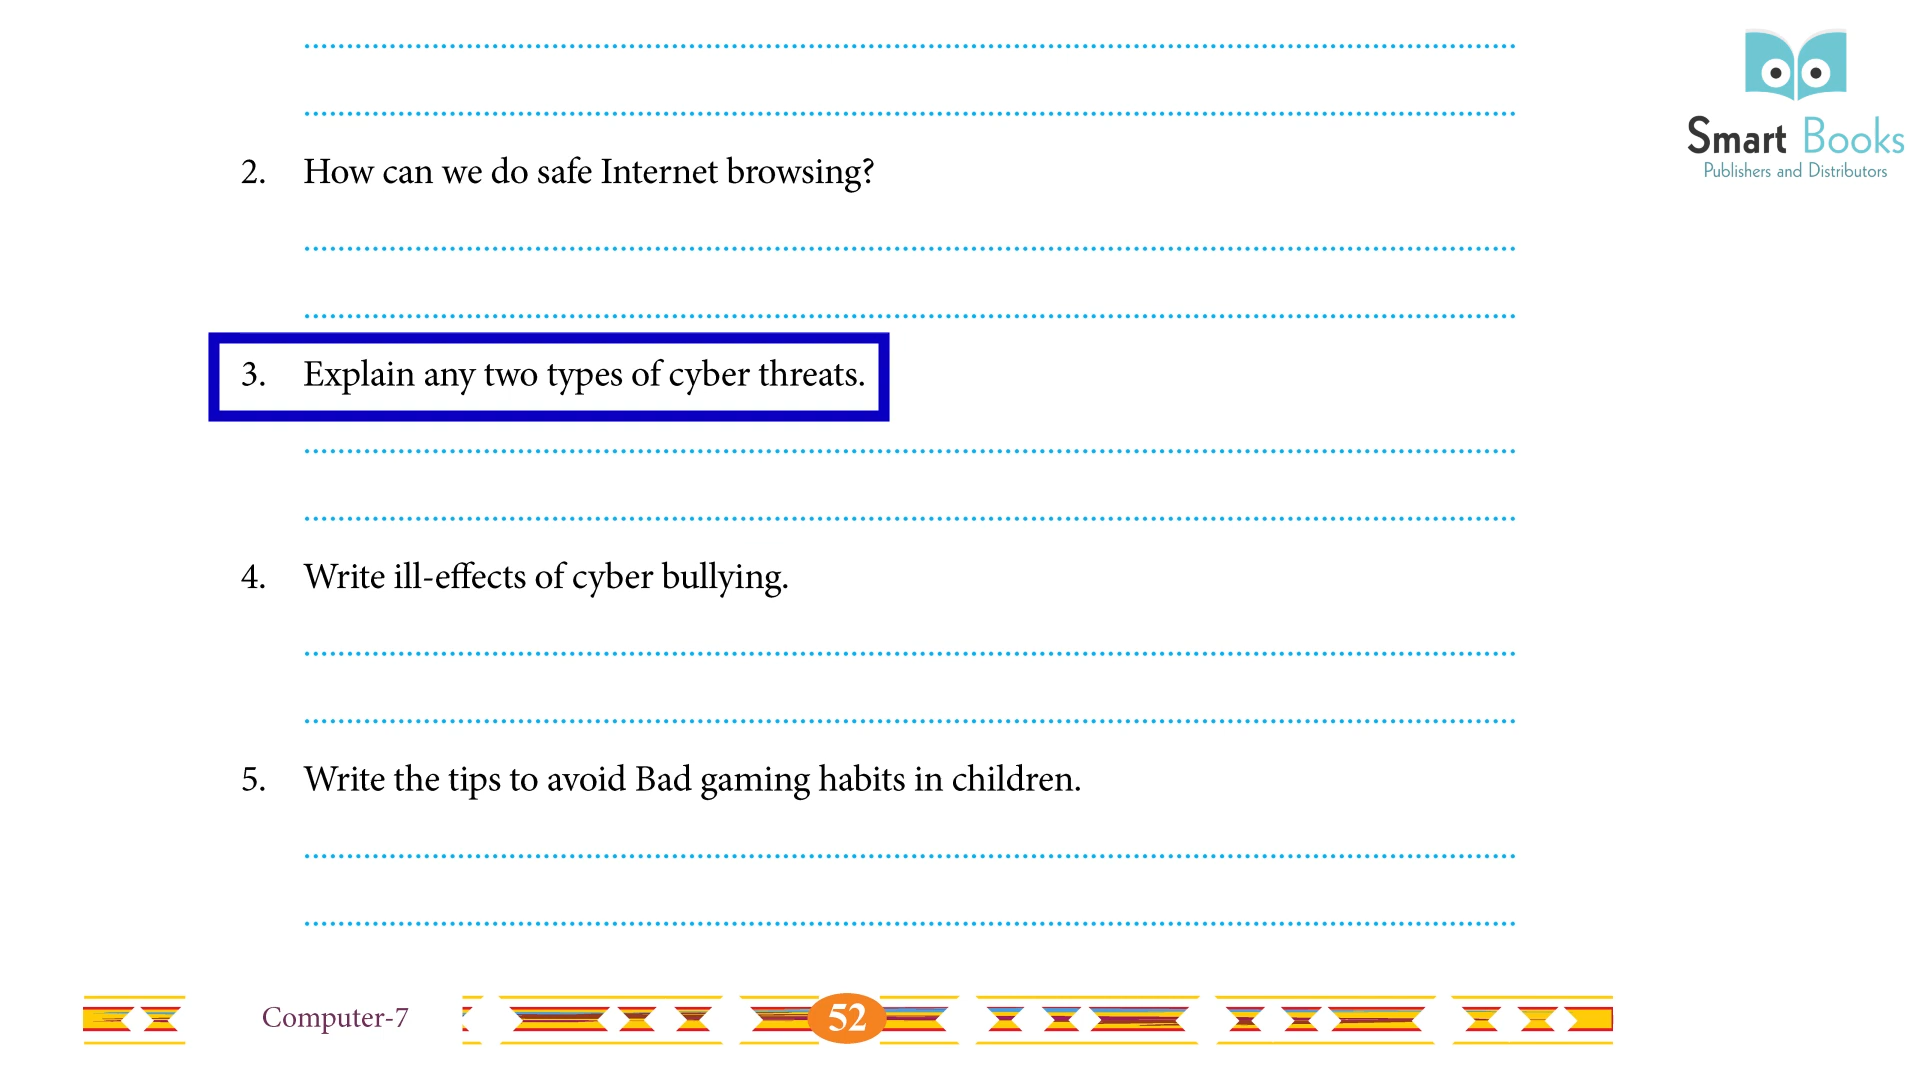 Smart Books
Publishers and Distributors
2. How can we do safe Internet browsing?
3. Explain any two types of cyber threats.
4. Write ill-effects of cyber bullying.
5. Write the tips to avoid Bad gaming habits in children.
Computer-7
52